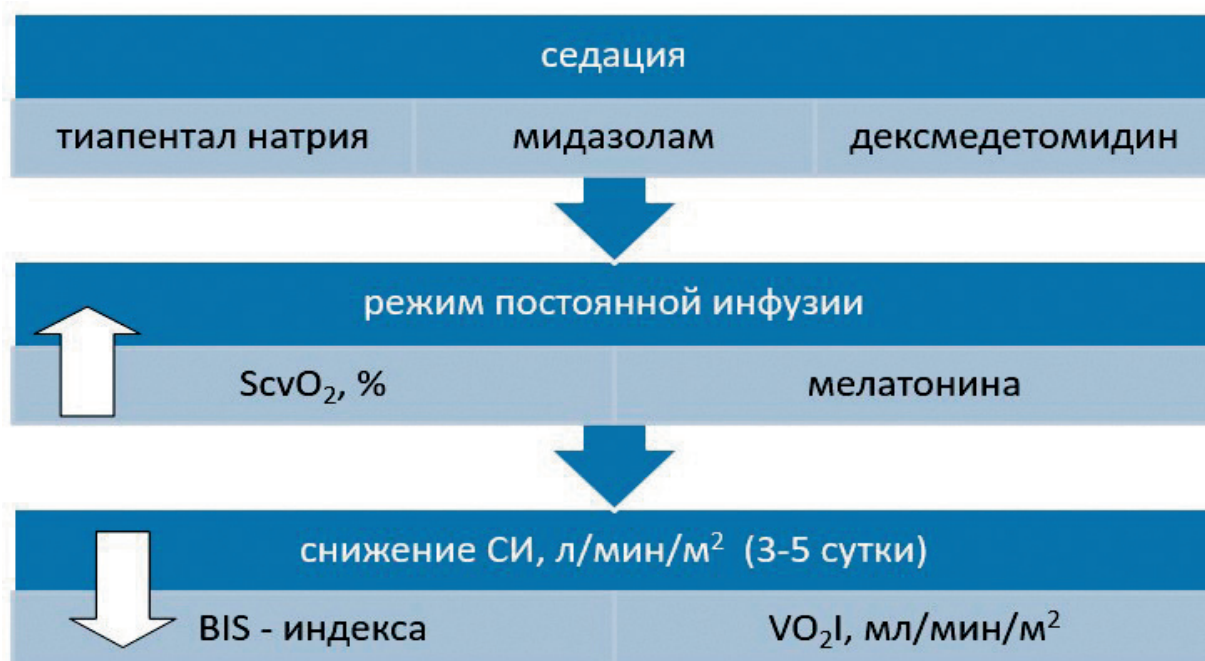 седация
тиапентал натрия мидазолам дексмедетомидин
режим постоянной инфузии
ScvO₂, % мелатонина
снижение СИ, л/мин/м² (3-5 сутки)
BIS - индекса VO₂I, мл/мин/м²